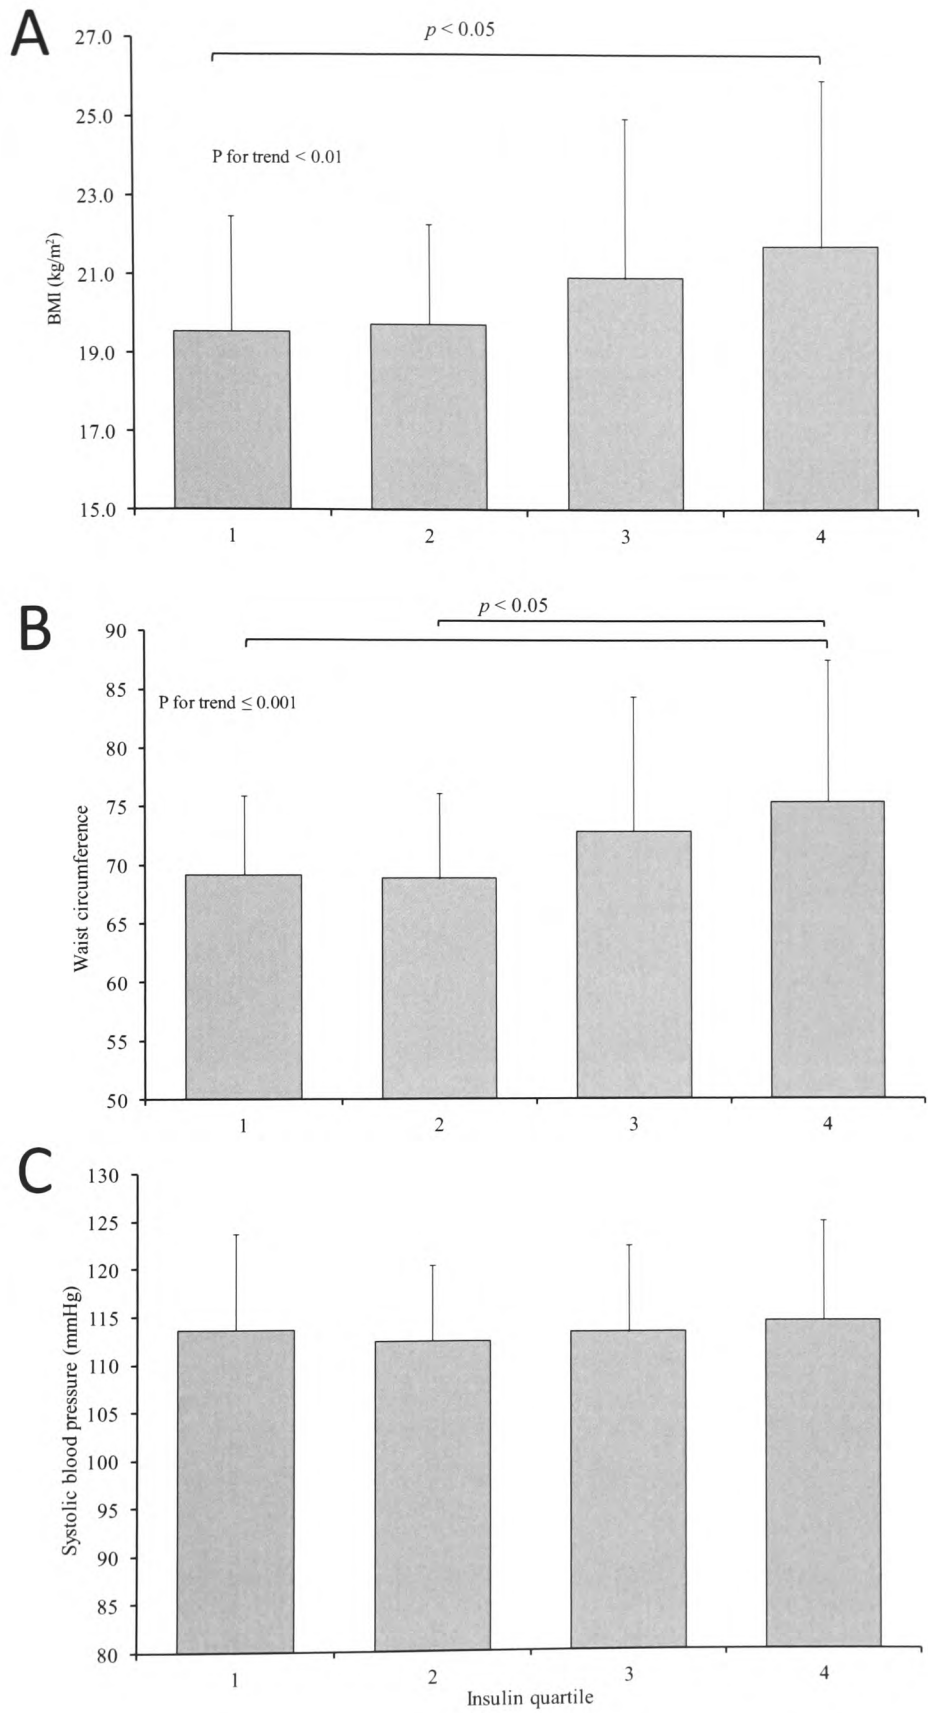 A
p < 0.05
27.0
25.0
P for trend < 0.01
23.0
21.0
BMI (kg/m²)
19.0
17.0
15.0
1 2 3 4
B
p < 0.05
90
85
P for trend ≤ 0.001
80
75
70
Waist circumference
65
60
55
50
1 2 3 4
C
130
125
120
115
110
Systolic blood pressure (mmHg)
105
100
95
90
85
80
1 2 3 4
Insulin quartile